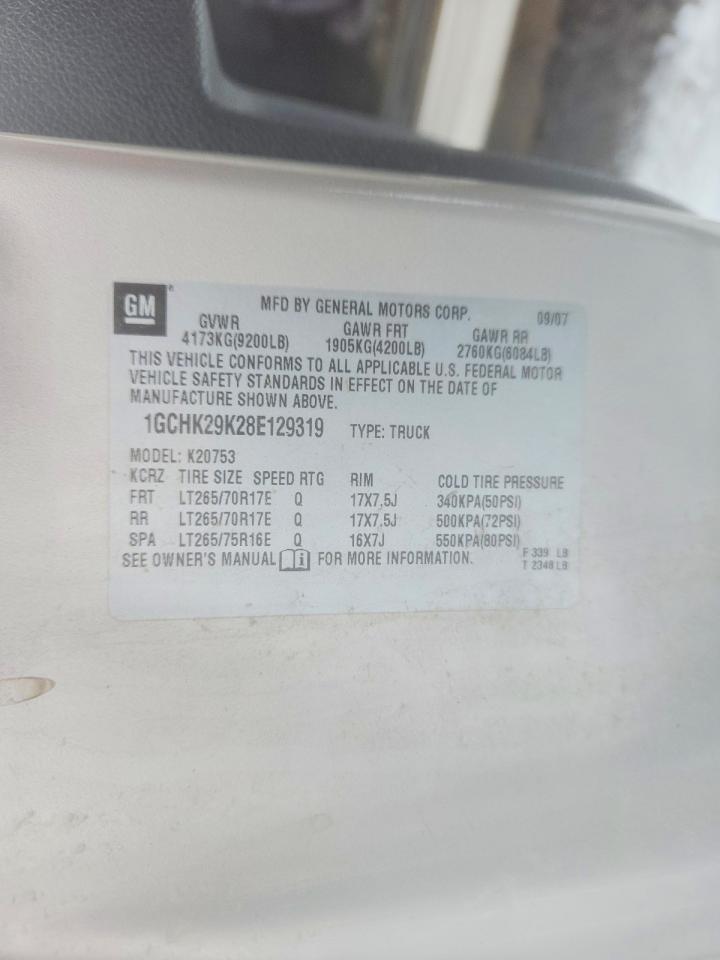 GM MFD BY GENERAL MOTORS CORP. 09/07
GVWR GAWR FRT GAWR RR
4173KG(9200LB) 1905KG(4200LB) 2760KG(6084LB)
THIS VEHICLE CONFORMS TO ALL APPLICABLE U.S. FEDERAL MOTOR
VEHICLE SAFETY STANDARDS IN EFFECT ON THE DATE OF
MANUFACTURE SHOWN ABOVE.
1GCHK29K28E129319 TYPE: TRUCK
MODEL: K20753
KCRZ TIRE SIZE SPEED RTG RIM COLD TIRE PRESSURE
FRT LT265/70R17E Q 17X7.5J 340KPA(50PSI)
RR LT265/70R17E Q 17X7.5J 500KPA(72PSI)
SPA LT265/75R16E Q 16X7J 550KPA(80PSI)
SEE OWNER'S MANUAL i FOR MORE INFORMATION. F 339 LB
T 2348 LB